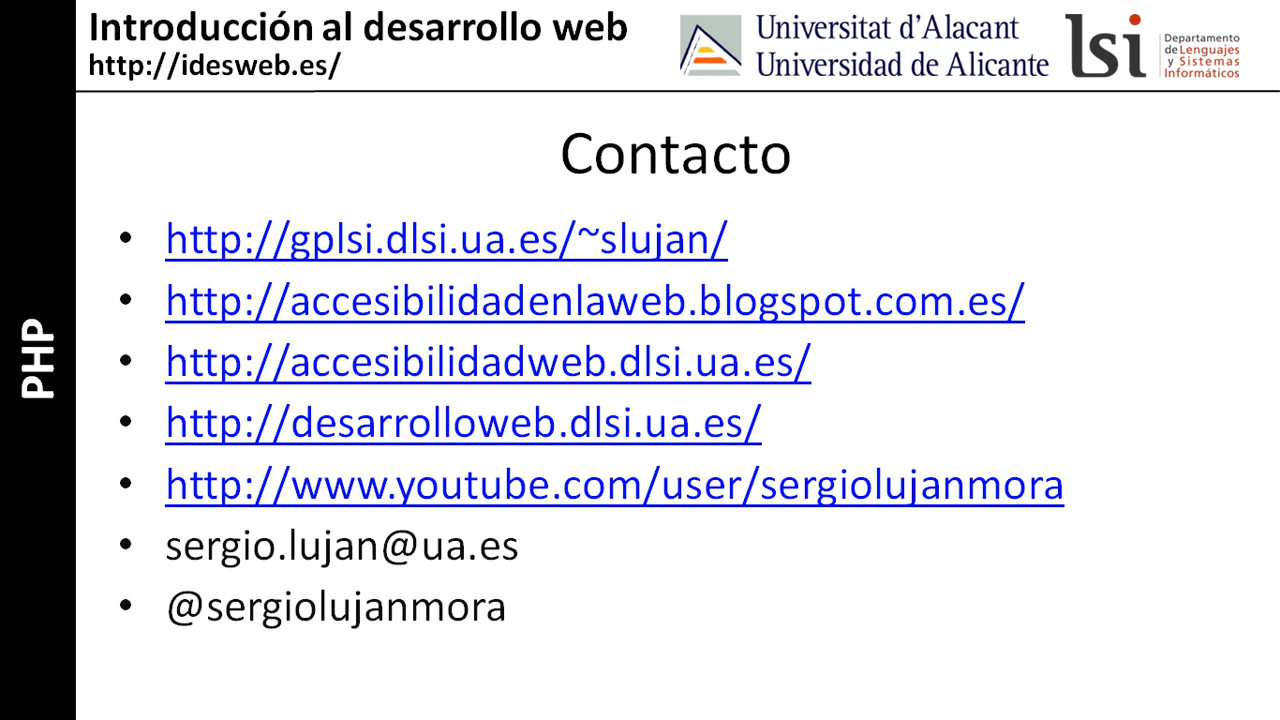 Introducción al desarrollo web
http://idesweb.es/
Universitat d'Alacant
Universidad de Alicante
lsi
Departamento
de Lenguajes
y Sistemas
Informáticos
PHP
Contacto
• http://gplsi.dlsi.ua.es/~slujan/
• http://accesibilidadenlaweb.blogspot.com.es/
• http://accesibilidadweb.dlsi.ua.es/
• http://desarrolloweb.dlsi.ua.es/
• http://www.youtube.com/user/sergiolujanmora
• sergio.lujan@ua.es
• @sergiolujanmora